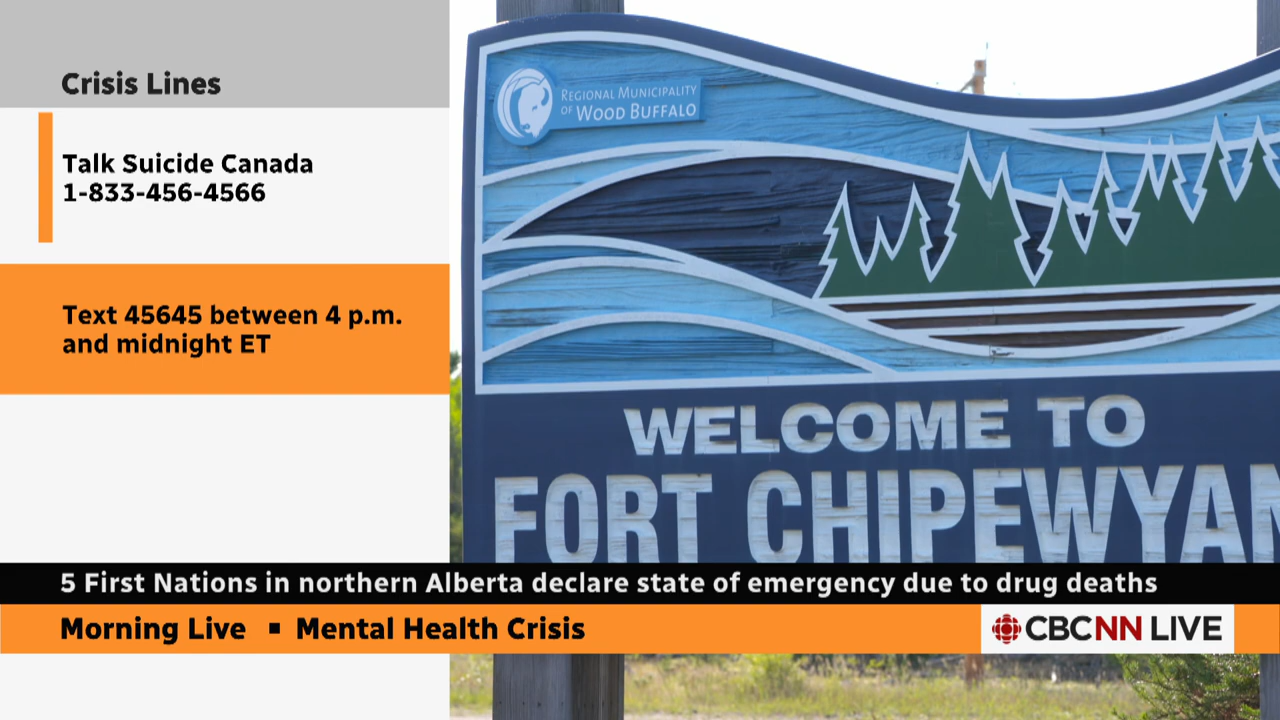 Crisis Lines
Talk Suicide Canada
1-833-456-4566
Text 45645 between 4 p.m.
and midnight ET
REGIONAL MUNICIPALITY
OF WOOD BUFFALO
WELCOME TO
FORT CHIPEWYAN
5 First Nations in northern Alberta declare state of emergency due to drug deaths
Morning Live ▪ Mental Health Crisis
CBCNN LIVE